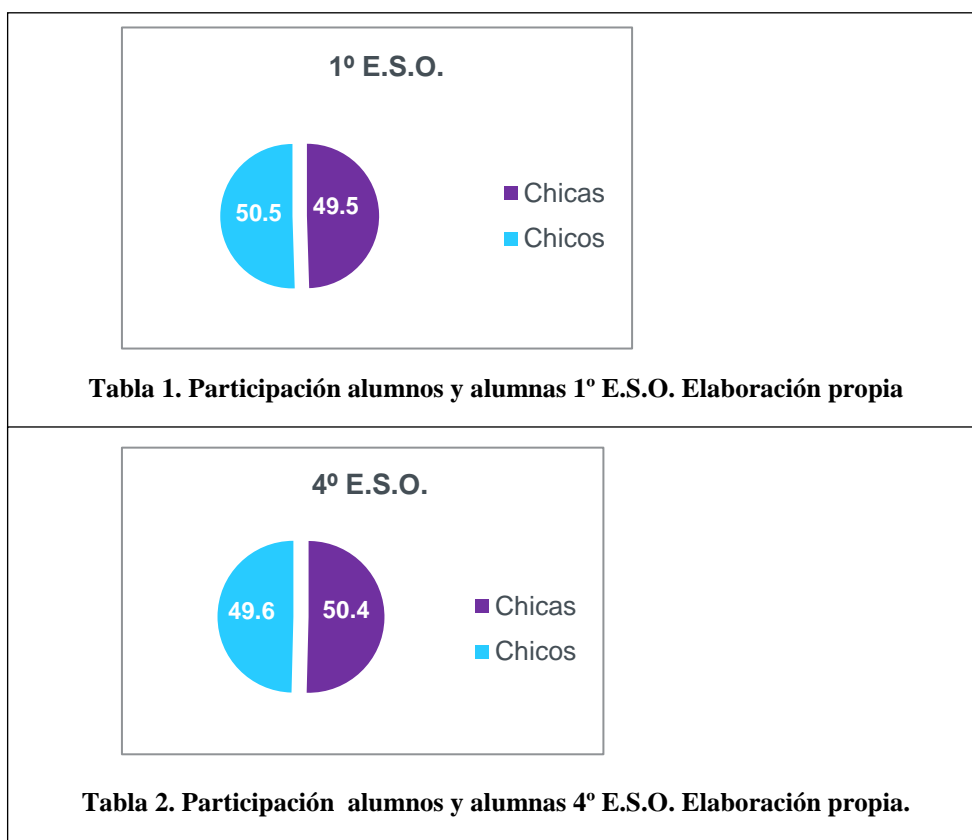 1º E.S.O.
50.5
49.5
Chicas
Chicos
Tabla 1. Participación alumnos y alumnas 1º E.S.O. Elaboración propia
4º E.S.O.
49.6
50.4
Chicas
Chicos
Tabla 2. Participación  alumnos y alumnas 4º E.S.O. Elaboración propia.